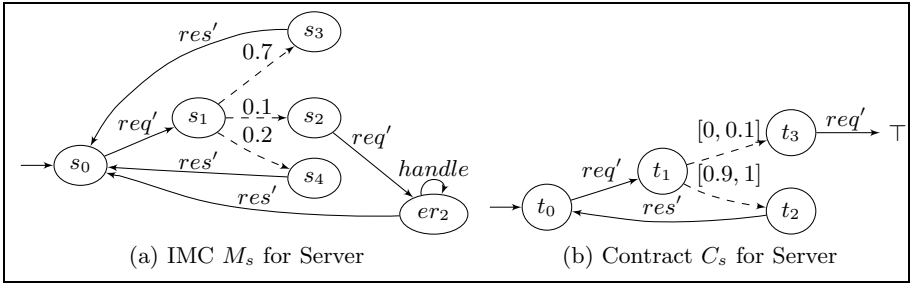 res′
s₃
0.7
s₁
0.1
s₂
req′
0.2
req′
s₀
res′
s₄
handle
res′
er₂
(a) IMC Mₛ for Server
[0, 0.1]
t₃
req′
⊤
req′
t₁
[0.9, 1]
t₀
res′
t₂
(b) Contract Cₛ for Server